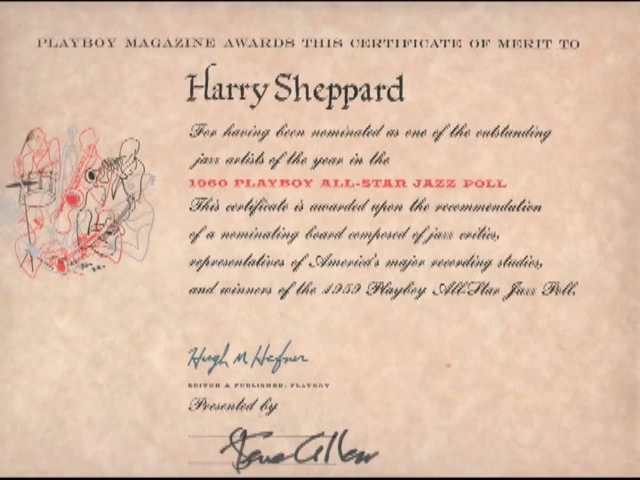 PLAYBOY MAGAZINE AWARDS THIS CERTIFICATE OF MERIT TO
Harry Sheppard
For having been nominated as one of the outstanding
jazz artists of the year in the
1960 PLAYBOY ALL-STAR JAZZ POLL
This certificate is awarded upon the recommendation
of a nominating board composed of jazz critics,
representatives of America's major recording studios,
and winners of the 1959 Playboy All-Star Jazz Poll.
Hugh M Hefner
EDITOR & PUBLISHER, PLAYBOY
Presented by
Steve Allen